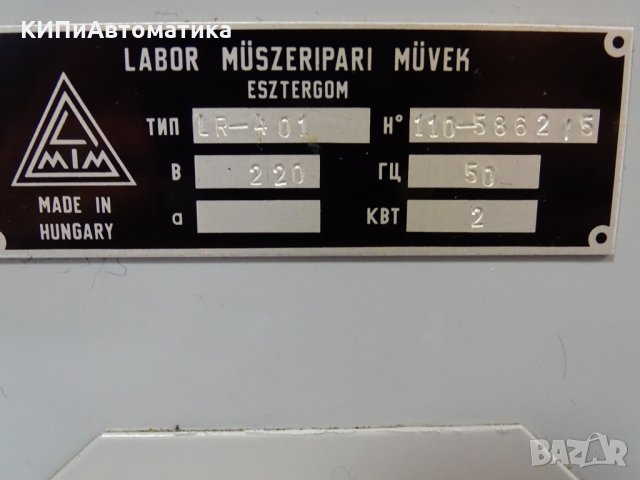 КИПиАвтоматика
LABOR MŰSZERIPARI MŰVEK
ESZTERGOM
ТИП LR-401 Н° 110-5862/5
В 220 ГЦ 50
а КВТ 2
L
MIM
MADE IN
HUNGARY
BAZAR